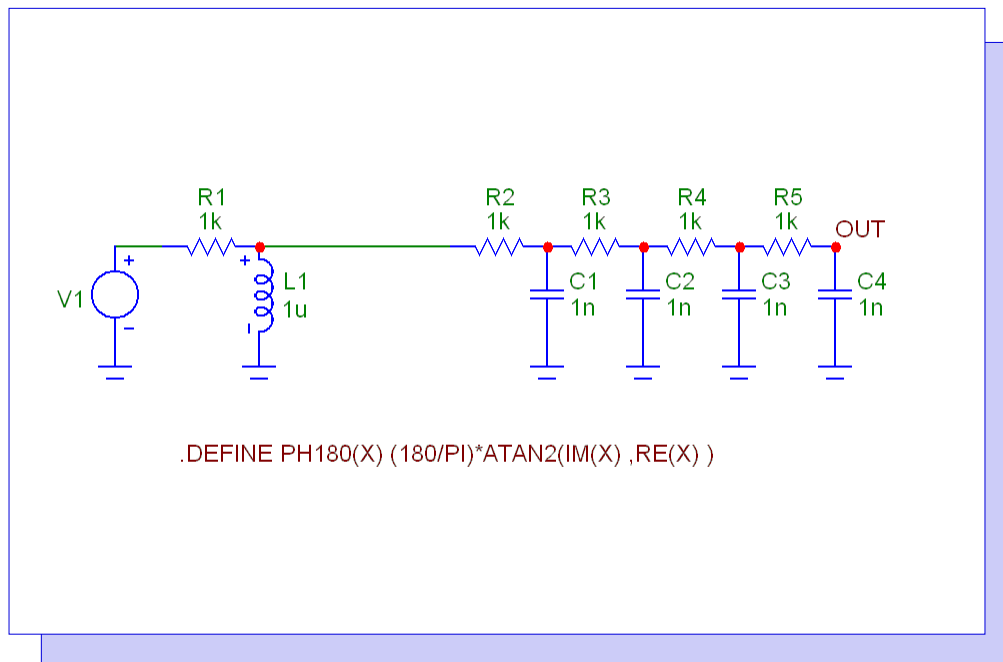 R1
1k
R2
1k
R3
1k
R4
1k
R5
1k
OUT
+
V1
−
+
L1
1u
-
C1
1n
C2
1n
C3
1n
C4
1n
.DEFINE PH180(X) (180/PI)*ATAN2(IM(X) ,RE(X) )